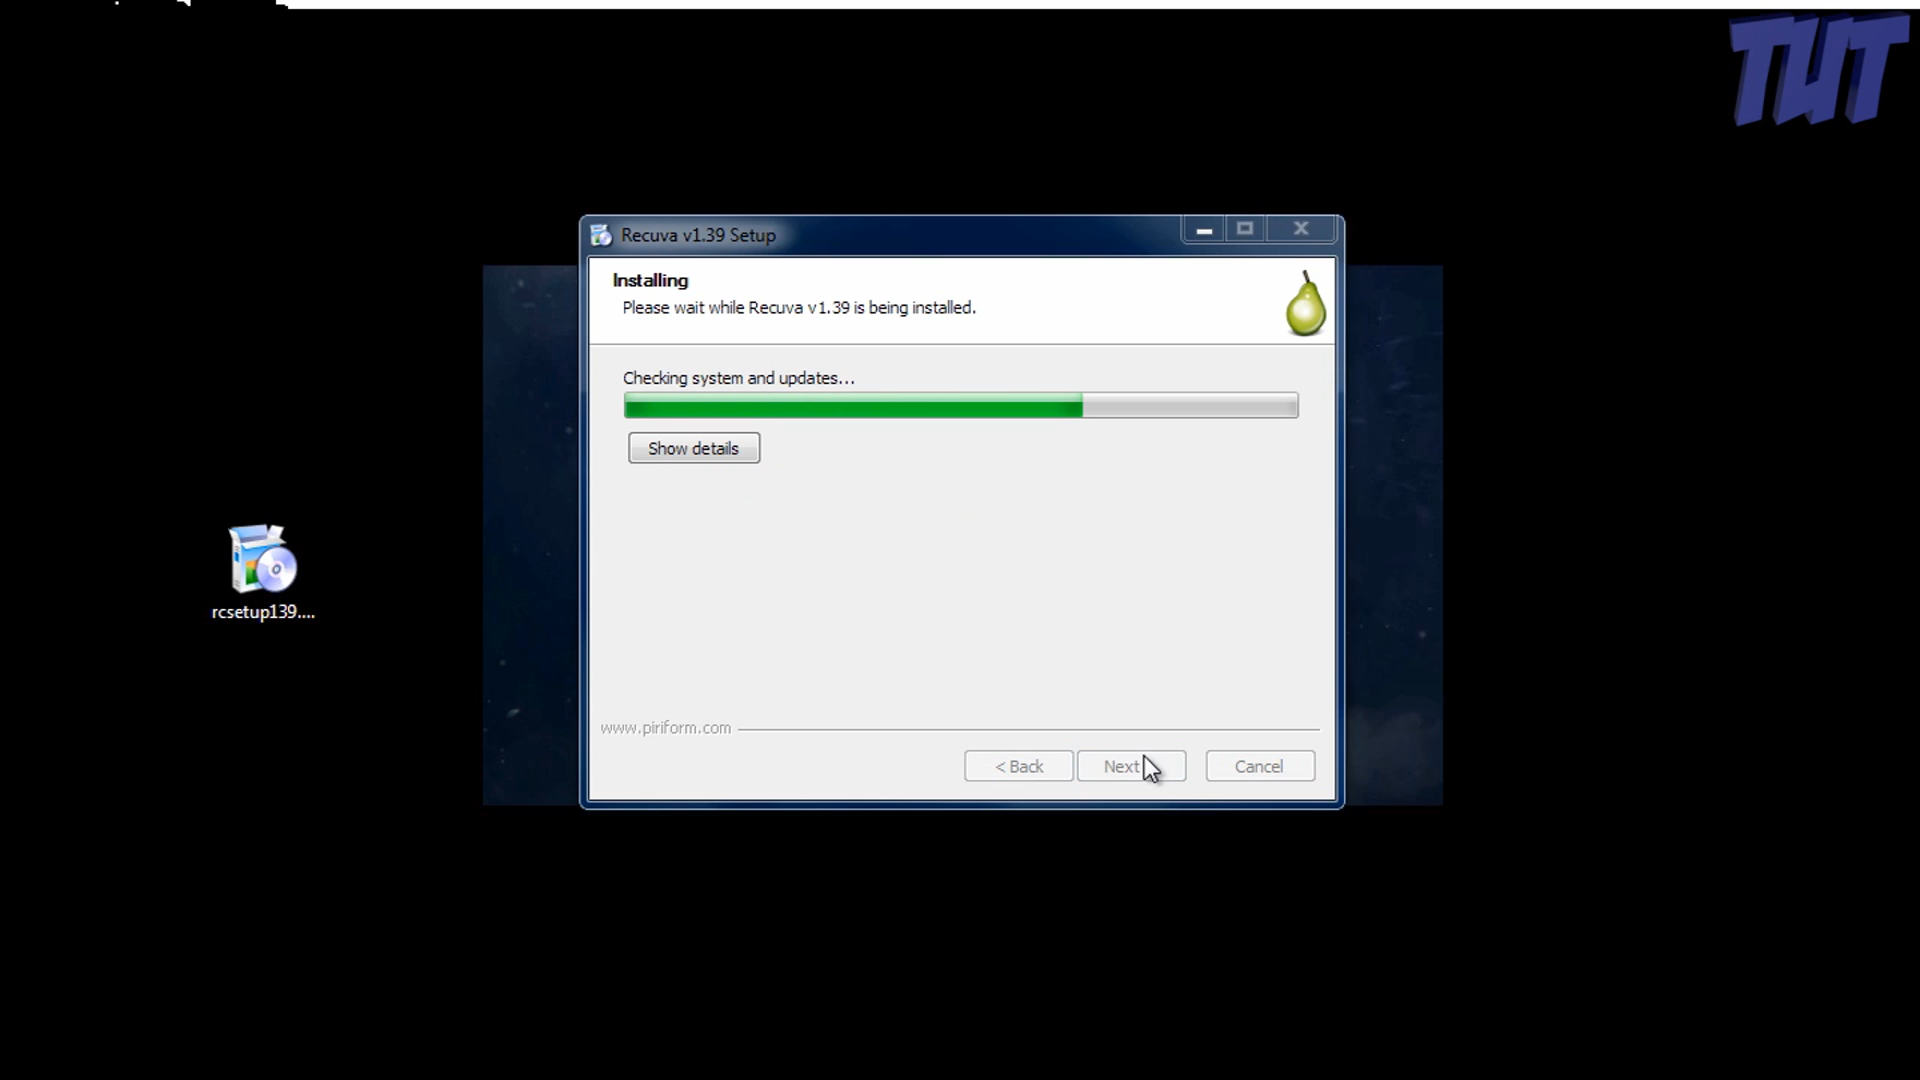 TUT
Recuva v1.39 Setup
Installing
Please wait while Recuva v1.39 is being installed.
Checking system and updates...
Show details
rcsetup139....
www.piriform.com
< Back
Next
Cancel